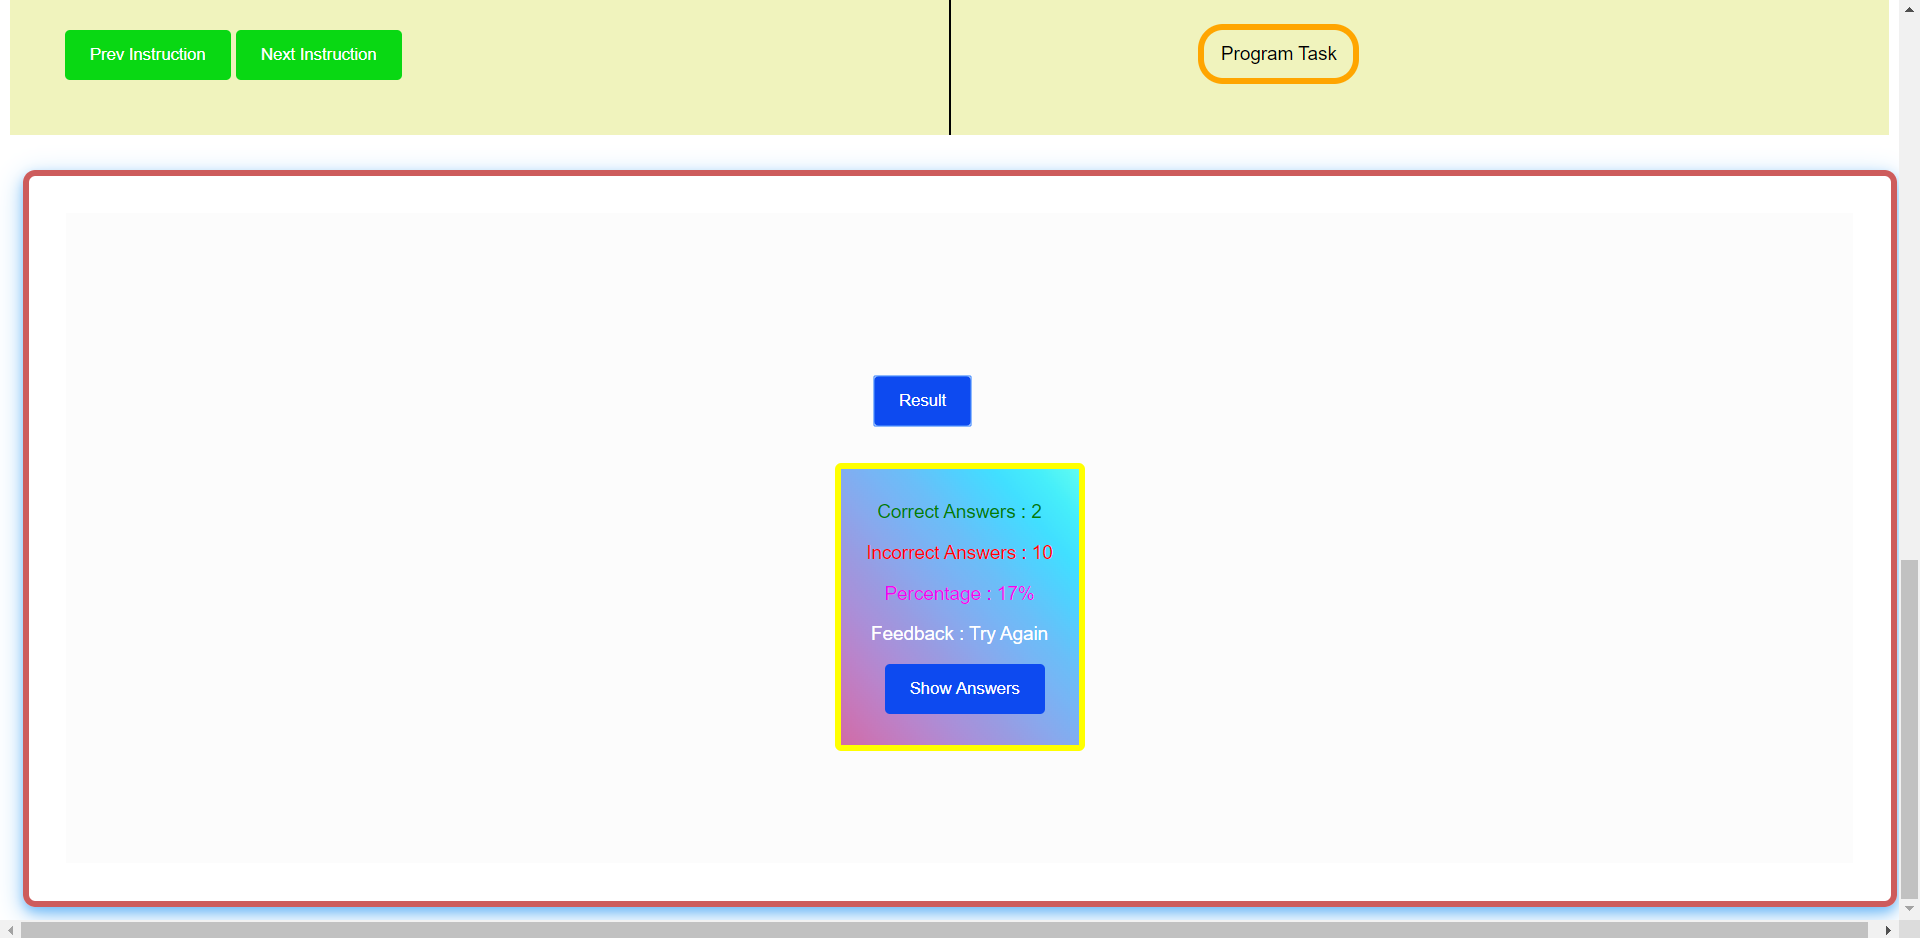 Prev Instruction
Next Instruction
Program Task
Result
Correct Answers : 2
Incorrect Answers : 10
Percentage : 17%
Feedback : Try Again
Show Answers